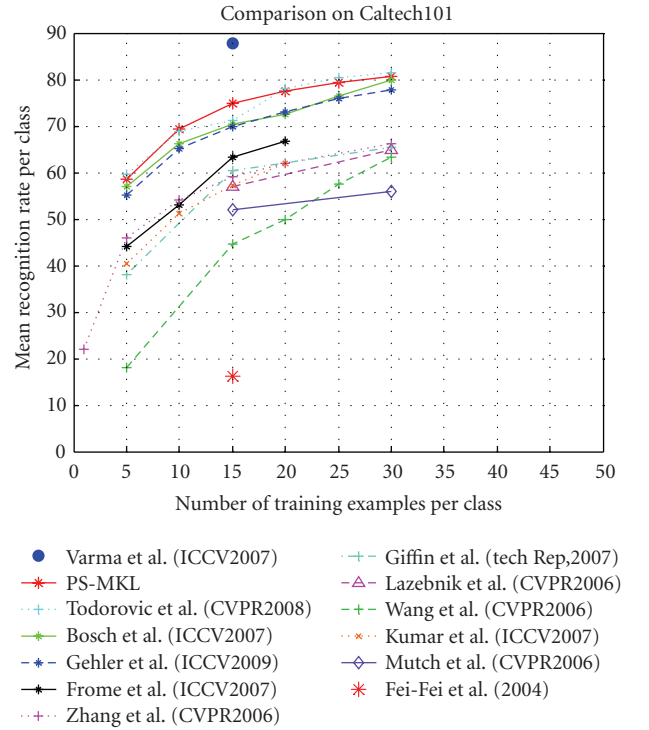 Comparison on Caltech101
90
80
70
60
50
40
30
20
10
0
Mean recognition rate per class
0 5 10 15 20 25 30 35 40 45 50
Number of training examples per class
Varma et al. (ICCV2007)
PS-MKL
Todorovic et al. (CVPR2008)
Bosch et al. (ICCV2007)
Gehler et al. (ICCV2009)
Frome et al. (ICCV2007)
Zhang et al. (CVPR2006)
Giffin et al. (tech Rep,2007)
Lazebnik et al. (CVPR2006)
Wang et al. (CVPR2006)
Kumar et al. (ICCV2007)
Mutch et al. (CVPR2006)
Fei-Fei et al. (2004)